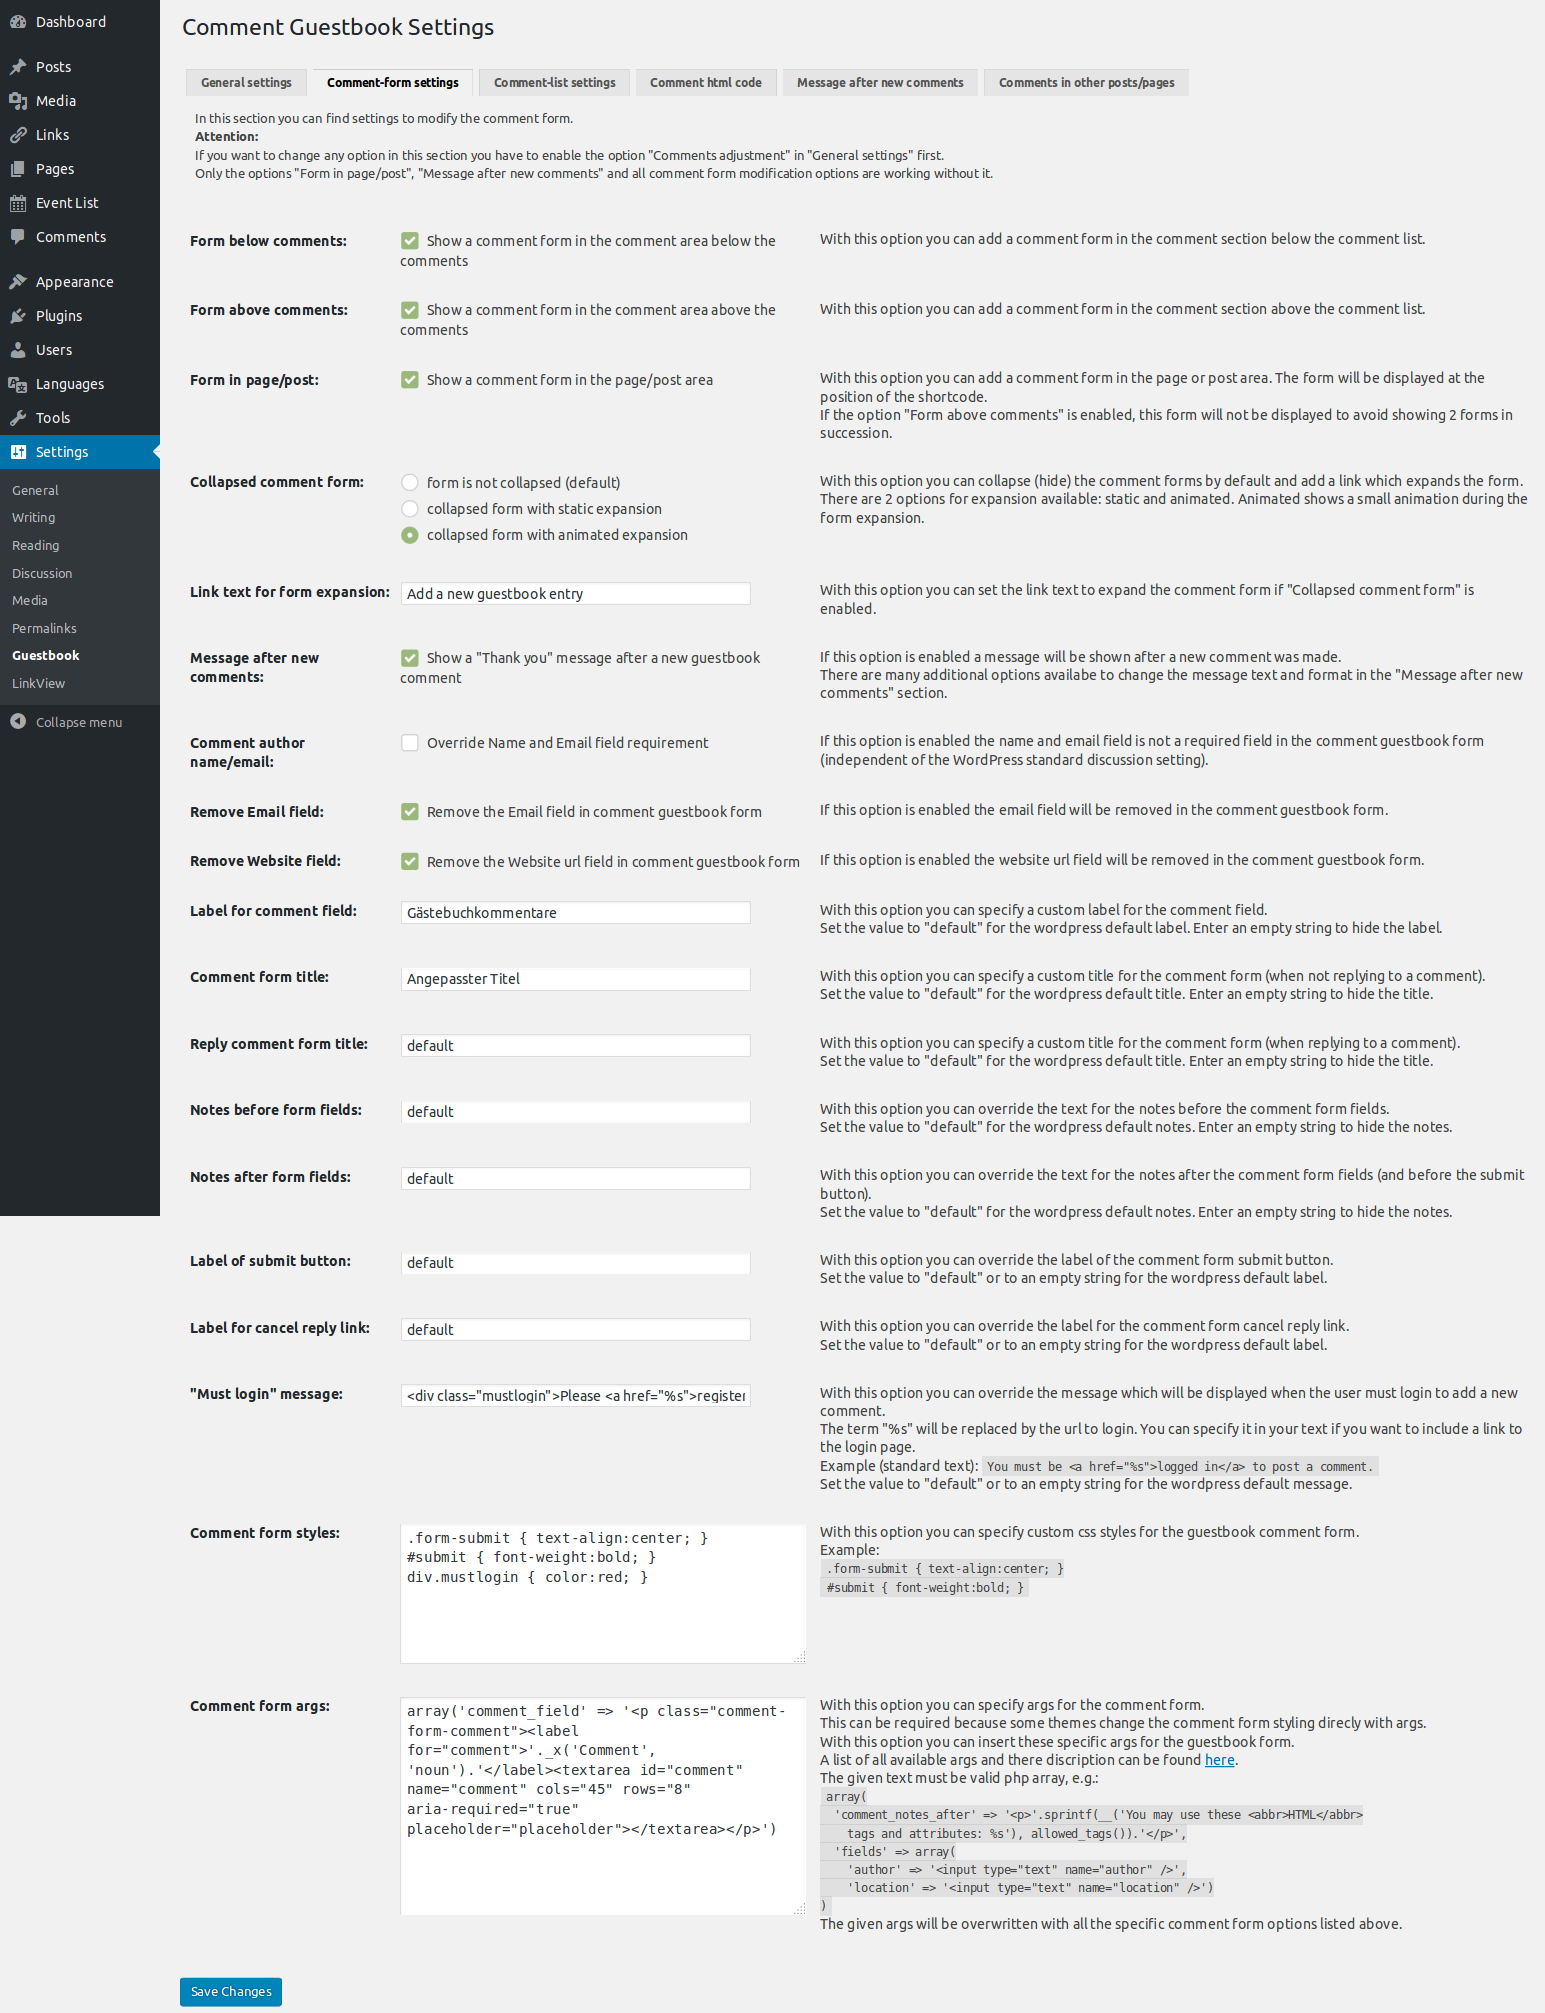 Dashboard
Posts
Media
Links
Pages
Event List
Comments
Appearance
Plugins
Users
Languages
Tools
Settings
General
Writing
Reading
Discussion
Media
Permalinks
Guestbook
LinkView
Collapse menu
Comment Guestbook Settings
General settings
Comment-form settings
Comment-list settings
Comment html code
Message after new comments
Comments in other posts/pages
In this section you can find settings to modify the comment form.
Attention:
If you want to change any option in this section you have to enable the option "Comments adjustment" in "General settings" first.
Only the options "Form in page/post", "Message after new comments" and all comment form modification options are working without it.
Form below comments:
Show a comment form in the comment area below the
comments
With this option you can add a comment form in the comment section below the comment list.
Form above comments:
Show a comment form in the comment area above the
comments
With this option you can add a comment form in the comment section above the comment list.
Form in page/post:
Show a comment form in the page/post area
With this option you can add a comment form in the page or post area. The form will be displayed at the
position of the shortcode.
If the option "Form above comments" is enabled, this form will not be displayed to avoid showing 2 forms in
succession.
Collapsed comment form:
form is not collapsed (default)
collapsed form with static expansion
collapsed form with animated expansion
With this option you can collapse (hide) the comment forms by default and add a link which expands the form.
There are 2 options for expansion available: static and animated. Animated shows a small animation during the
form expansion.
Link text for form expansion:
Add a new guestbook entry
With this option you can set the link text to expand the comment form if "Collapsed comment form" is
enabled.
Message after new
comments:
Show a "Thank you" message after a new guestbook
comment
If this option is enabled a message will be shown after a new comment was made.
There are many additional options availabe to change the message text and format in the "Message after new
comments" section.
Comment author
name/email:
Override Name and Email field requirement
If this option is enabled the name and email field is not a required field in the comment guestbook form
(independent of the WordPress standard discussion setting).
Remove Email field:
Remove the Email field in comment guestbook form
If this option is enabled the email field will be removed in the comment guestbook form.
Remove Website field:
Remove the Website url field in comment guestbook form
If this option is enabled the website url field will be removed in the comment guestbook form.
Label for comment field:
Gästebuchkommentare
With this option you can specify a custom label for the comment field.
Set the value to "default" for the wordpress default label. Enter an empty string to hide the label.
Comment form title:
Angepasster Titel
With this option you can specify a custom title for the comment form (when not replying to a comment).
Set the value to "default" for the wordpress default title. Enter an empty string to hide the title.
Reply comment form title:
default
With this option you can specify a custom title for the comment form (when replying to a comment).
Set the value to "default" for the wordpress default title. Enter an empty string to hide the title.
Notes before form fields:
default
With this option you can override the text for the notes before the comment form fields.
Set the value to "default" for the wordpress default notes. Enter an empty string to hide the notes.
Notes after form fields:
default
With this option you can override the text for the notes after the comment form fields (and before the submit
button).
Set the value to "default" for the wordpress default notes. Enter an empty string to hide the notes.
Label of submit button:
default
With this option you can override the label of the comment form submit button.
Set the value to "default" or to an empty string for the wordpress default label.
Label for cancel reply link:
default
With this option you can override the label for the comment form cancel reply link.
Set the value to "default" or to an empty string for the wordpress default label.
"Must login" message:
<div class="mustlogin">Please <a href="%s">register
With this option you can override the message which will be displayed when the user must login to add a new
comment.
The term "%s" will be replaced by the url to login. You can specify it in your text if you want to include a link to
the login page.
Example (standard text): You must be <a href="%s">logged in</a> to post a comment.
Set the value to "default" or to an empty string for the wordpress default message.
Comment form styles:
.form-submit { text-align:center; }
#submit { font-weight:bold; }
div.mustlogin { color:red; }
With this option you can specify custom css styles for the guestbook comment form.
Example:
.form-submit { text-align:center; }
#submit { font-weight:bold; }
Comment form args:
array('comment_field' => '<p class="comment-
form-comment"><label
for="comment">'._x('Comment',
'noun').'</label><textarea id="comment"
name="comment" cols="45" rows="8"
aria-required="true"
placeholder="placeholder"></textarea></p>')
With this option you can specify args for the comment form.
This can be required because some themes change the comment form styling direcly with args.
With this option you can insert these specific args for the guestbook form.
A list of all available args and there discription can be found here.
The given text must be valid php array, e.g.:
array(
'comment_notes_after' => '<p>'.sprintf(__('You may use these <abbr>HTML</abbr>
tags and attributes: %s'), allowed_tags()).'</p>',
'fields' => array(
'author' => '<input type="text" name="author" />',
'location' => '<input type="text" name="location" />')
)
The given args will be overwritten with all the specific comment form options listed above.
Save Changes